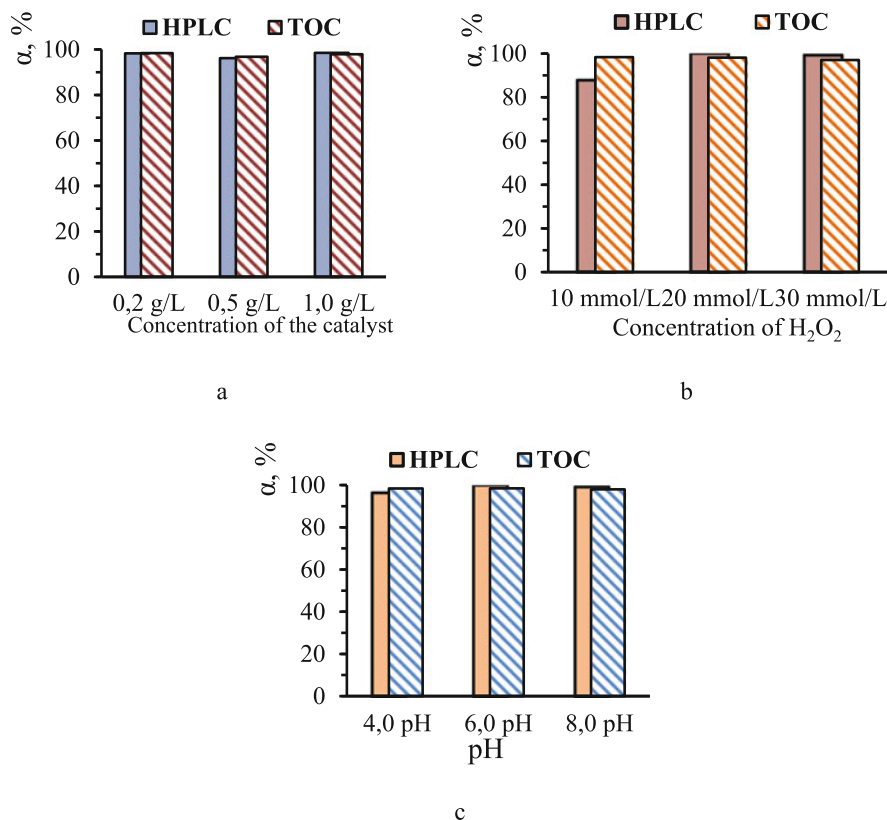 HPLC TOC
α, %
100
80
60
40
20
0
0,2 g/L 0,5 g/L 1,0 g/L
Concentration of the catalyst
a
HPLC TOC
α, %
100
80
60
40
20
0
10 mmol/L20 mmol/L30 mmol/L
Concentration of H₂O₂
b
HPLC TOC
α, %
100
80
60
40
20
0
4,0 pH 6,0 pH 8,0 pH
pH
c